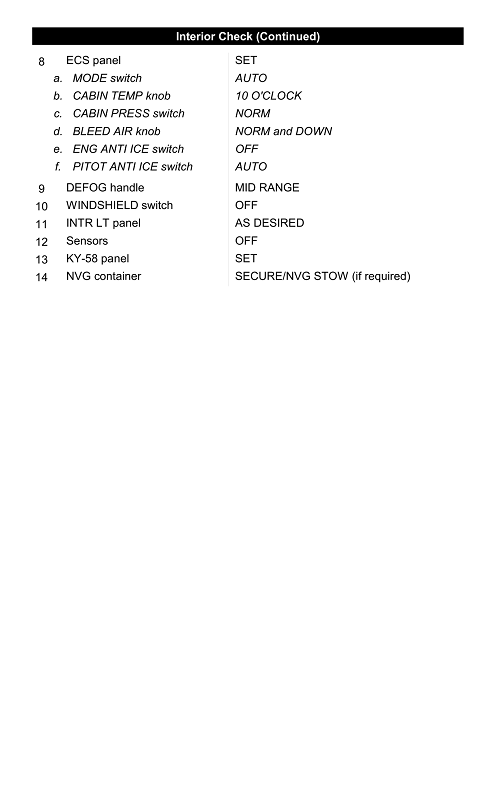 Interior Check (Continued)
8 ECS panel SET
a. MODE switch AUTO
b. CABIN TEMP knob 10 O'CLOCK
c. CABIN PRESS switch NORM
d. BLEED AIR knob NORM and DOWN
e. ENG ANTI ICE switch OFF
f. PITOT ANTI ICE switch AUTO
9 DEFOG handle MID RANGE
10 WINDSHIELD switch OFF
11 INTR LT panel AS DESIRED
12 Sensors OFF
13 KY-58 panel SET
14 NVG container SECURE/NVG STOW (if required)